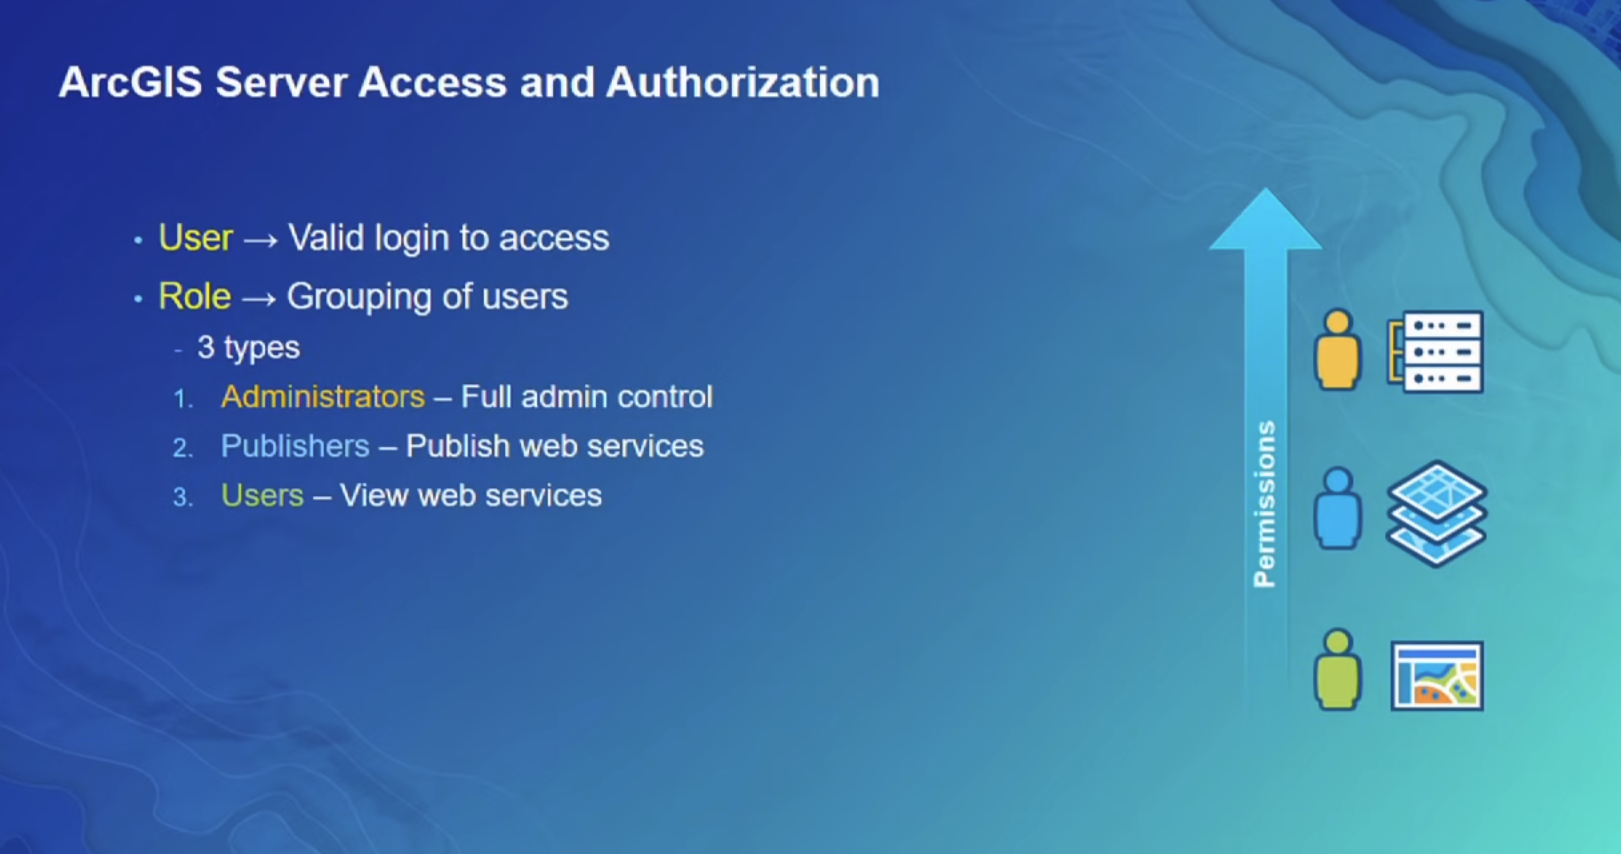 ArcGIS Server Access and Authorization
• User → Valid login to access
• Role → Grouping of users
- 3 types
1. Administrators – Full admin control
2. Publishers – Publish web services
3. Users – View web services
Permissions